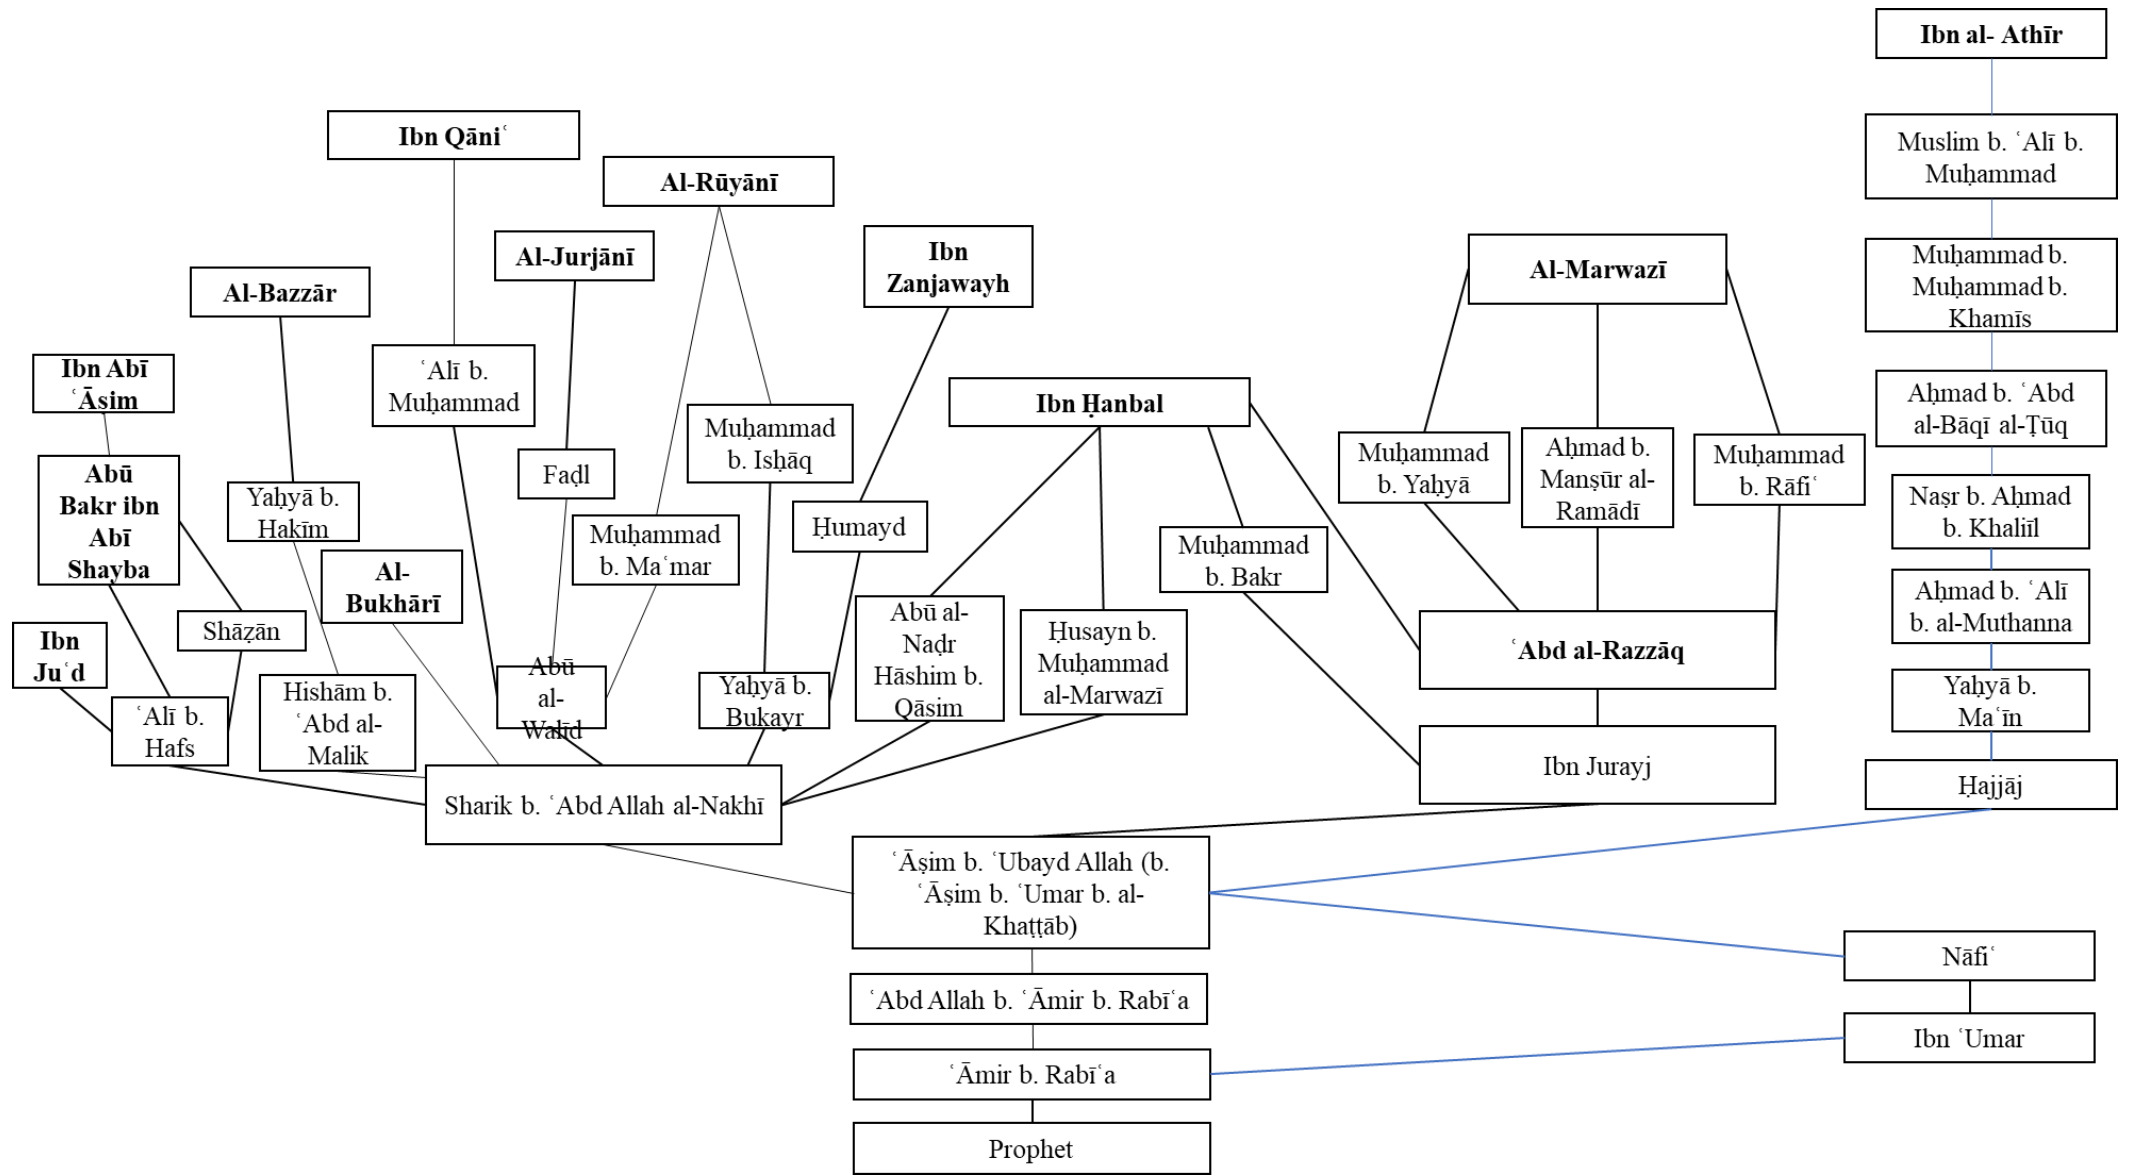 Ibn al- Athīr
Ibn Qāniʿ
Muslim b. ʿAlī b.
Muḥammad
Al-Rūyānī
Al-Jurjānī
Ibn
Zanjawayh
Al-Marwazī
Muḥammad b.
Muḥammad b.
Khamīs
Al-Bazzār
Ibn Abī
ʿĀsim
ʿAlī b.
Muḥammad
Ibn Ḥanbal
Aḥmad b. ʿAbd
al-Bāqī al-Ṭūq
Muḥammad
b. Isḥāq
Muḥammad
b. Yaḥyā
Aḥmad b.
Manṣūr al-
Ramādī
Muḥammad
b. Rāfiʿ
Abū
Bakr ibn
Abī
Shayba
Faḍl
Yaḥyā b.
Hakīm
Naṣr b. Aḥmad
b. Khaliīl
Muḥammad
b. Maʿmar
Ḥumayd
Muḥammad
b. Bakr
Al-
Bukhārī
Aḥmad b. ʿAlī
b. al-Muthanna
Shāẓān
Abū al-
Naḍr
Hāshim b.
Qāsim
Ḥusayn b.
Muḥammad
al-Marwazī
ʿAbd al-Razzāq
Ibn
Juʿd
Hishām b.
ʿAbd al-
Malik
Abū
al-
Walīd
Yaḥyā b.
Bukayr
Yaḥyā b.
Maʿīn
ʿAlī b.
Hafs
Ibn Jurayj
Ḥajjāj
Sharik b. ʿAbd Allah al-Nakhī
ʿĀṣim b. ʿUbayd Allah (b.
ʿĀṣim b. ʿUmar b. al-
Khaṭṭāb)
Nāfiʿ
ʿAbd Allah b. ʿĀmir b. Rabīʿa
Ibn ʿUmar
ʿĀmir b. Rabīʿa
Prophet